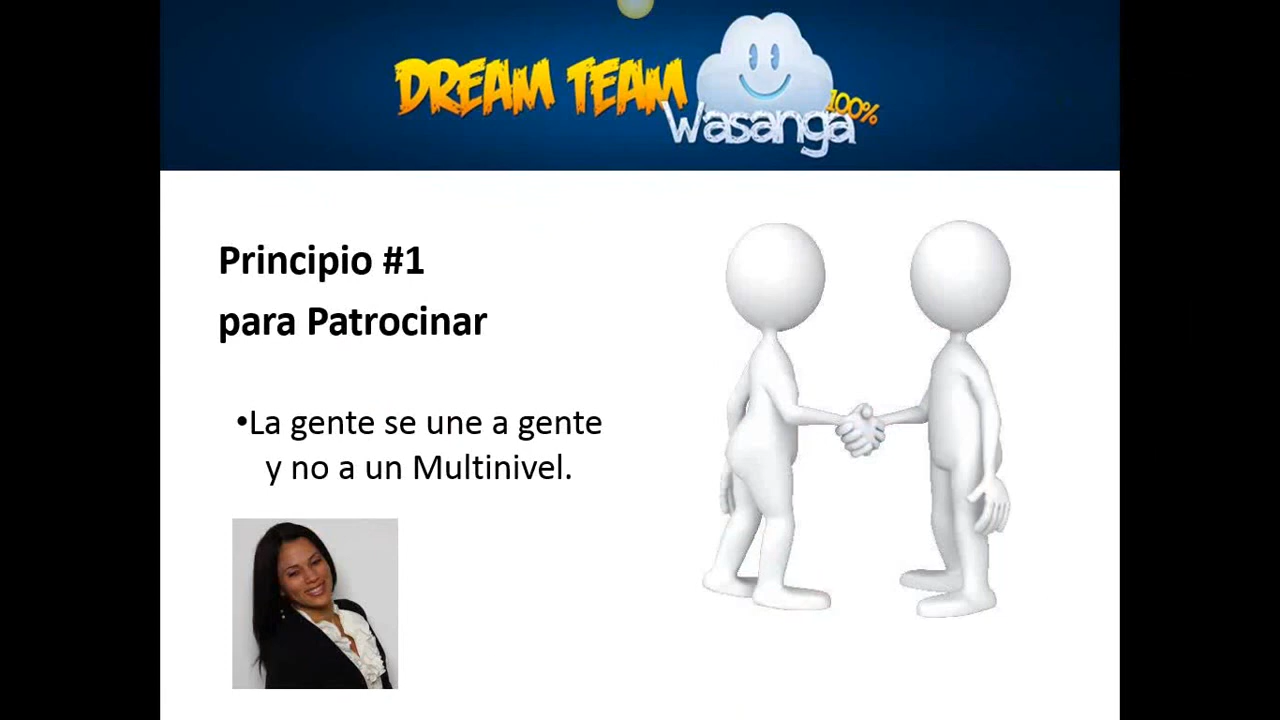 DREAM TEAM
100%
Wasanga
Principio #1
para Patrocinar
•La gente se une a gente
y no a un Multinivel.